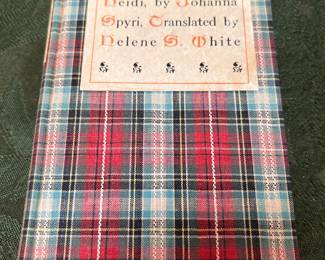 Heidi, by Johanna
Spyri, Translated by
Helene S. White